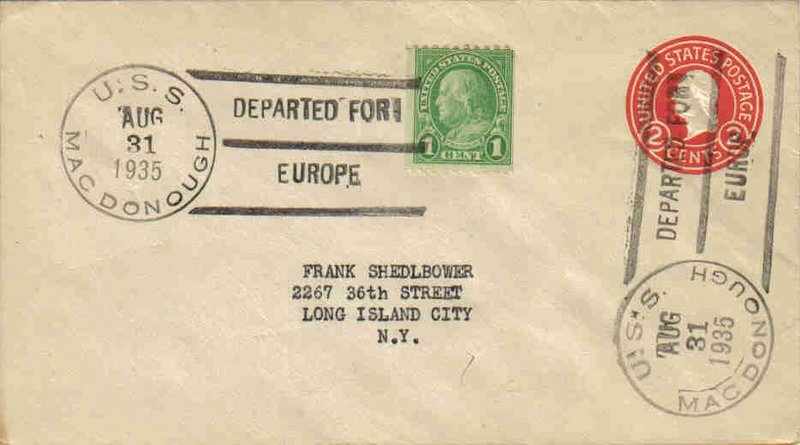 U.S.S.
AUG
31
1935
MACDONOUGH
DEPARTED FOR
EUROPE
UNITED STATES POSTAGE
1 1
CENT
UNITED STATES POSTAGE
2 2
CENTS
DEPARTED FOR
U.S.S.
AUG
31
1935
MACDONOUGH
FRANK SHEDLBOWER
2267 36th STREET
LONG ISLAND CITY
N.Y.